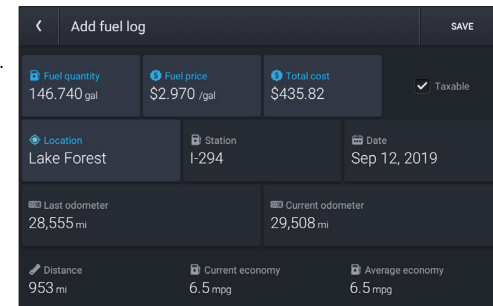 Add fuel log SAVE
Fuel quantity Fuel price Total cost
146.740 gal $2.970 /gal $435.82 Taxable
Location Station Date
Lake Forest I-294 Sep 12, 2019
Last odometer Current odometer
28,555 mi 29,508 mi
Distance Current economy Average economy
953 mi 6.5 mpg 6.5 mpg